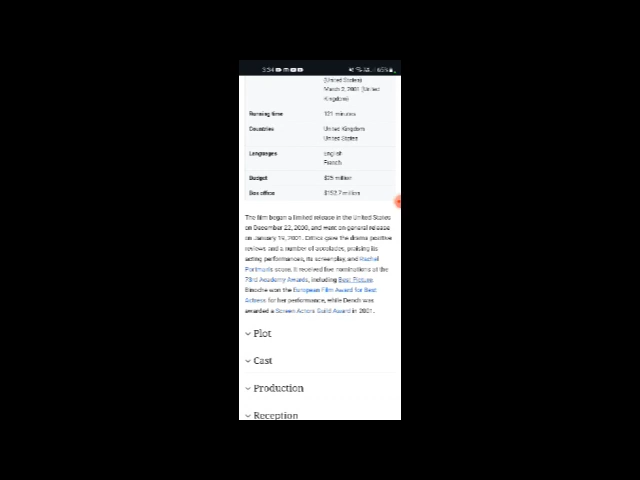 (United States)
March 2, 2001 (United
Kingdom)
Running time 121 minutes
Countries United Kingdom
United States
Languages English
French
Budget $25 million
Box office $152.7 million
The film began a limited release in the United States
on December 22, 2000, and went on general release
on January 19, 2001. Critics gave the drama positive
reviews and a number of accolades, praising its
acting performances, its screenplay, and Rachel
Portman's score. It received five nominations at the
73rd Academy Awards, including Best Picture.
Binoche won the European Film Award for Best
Actress for her performance, while Dench was
awarded a Screen Actors Guild Award in 2001.
Plot
Cast
Production
Reception